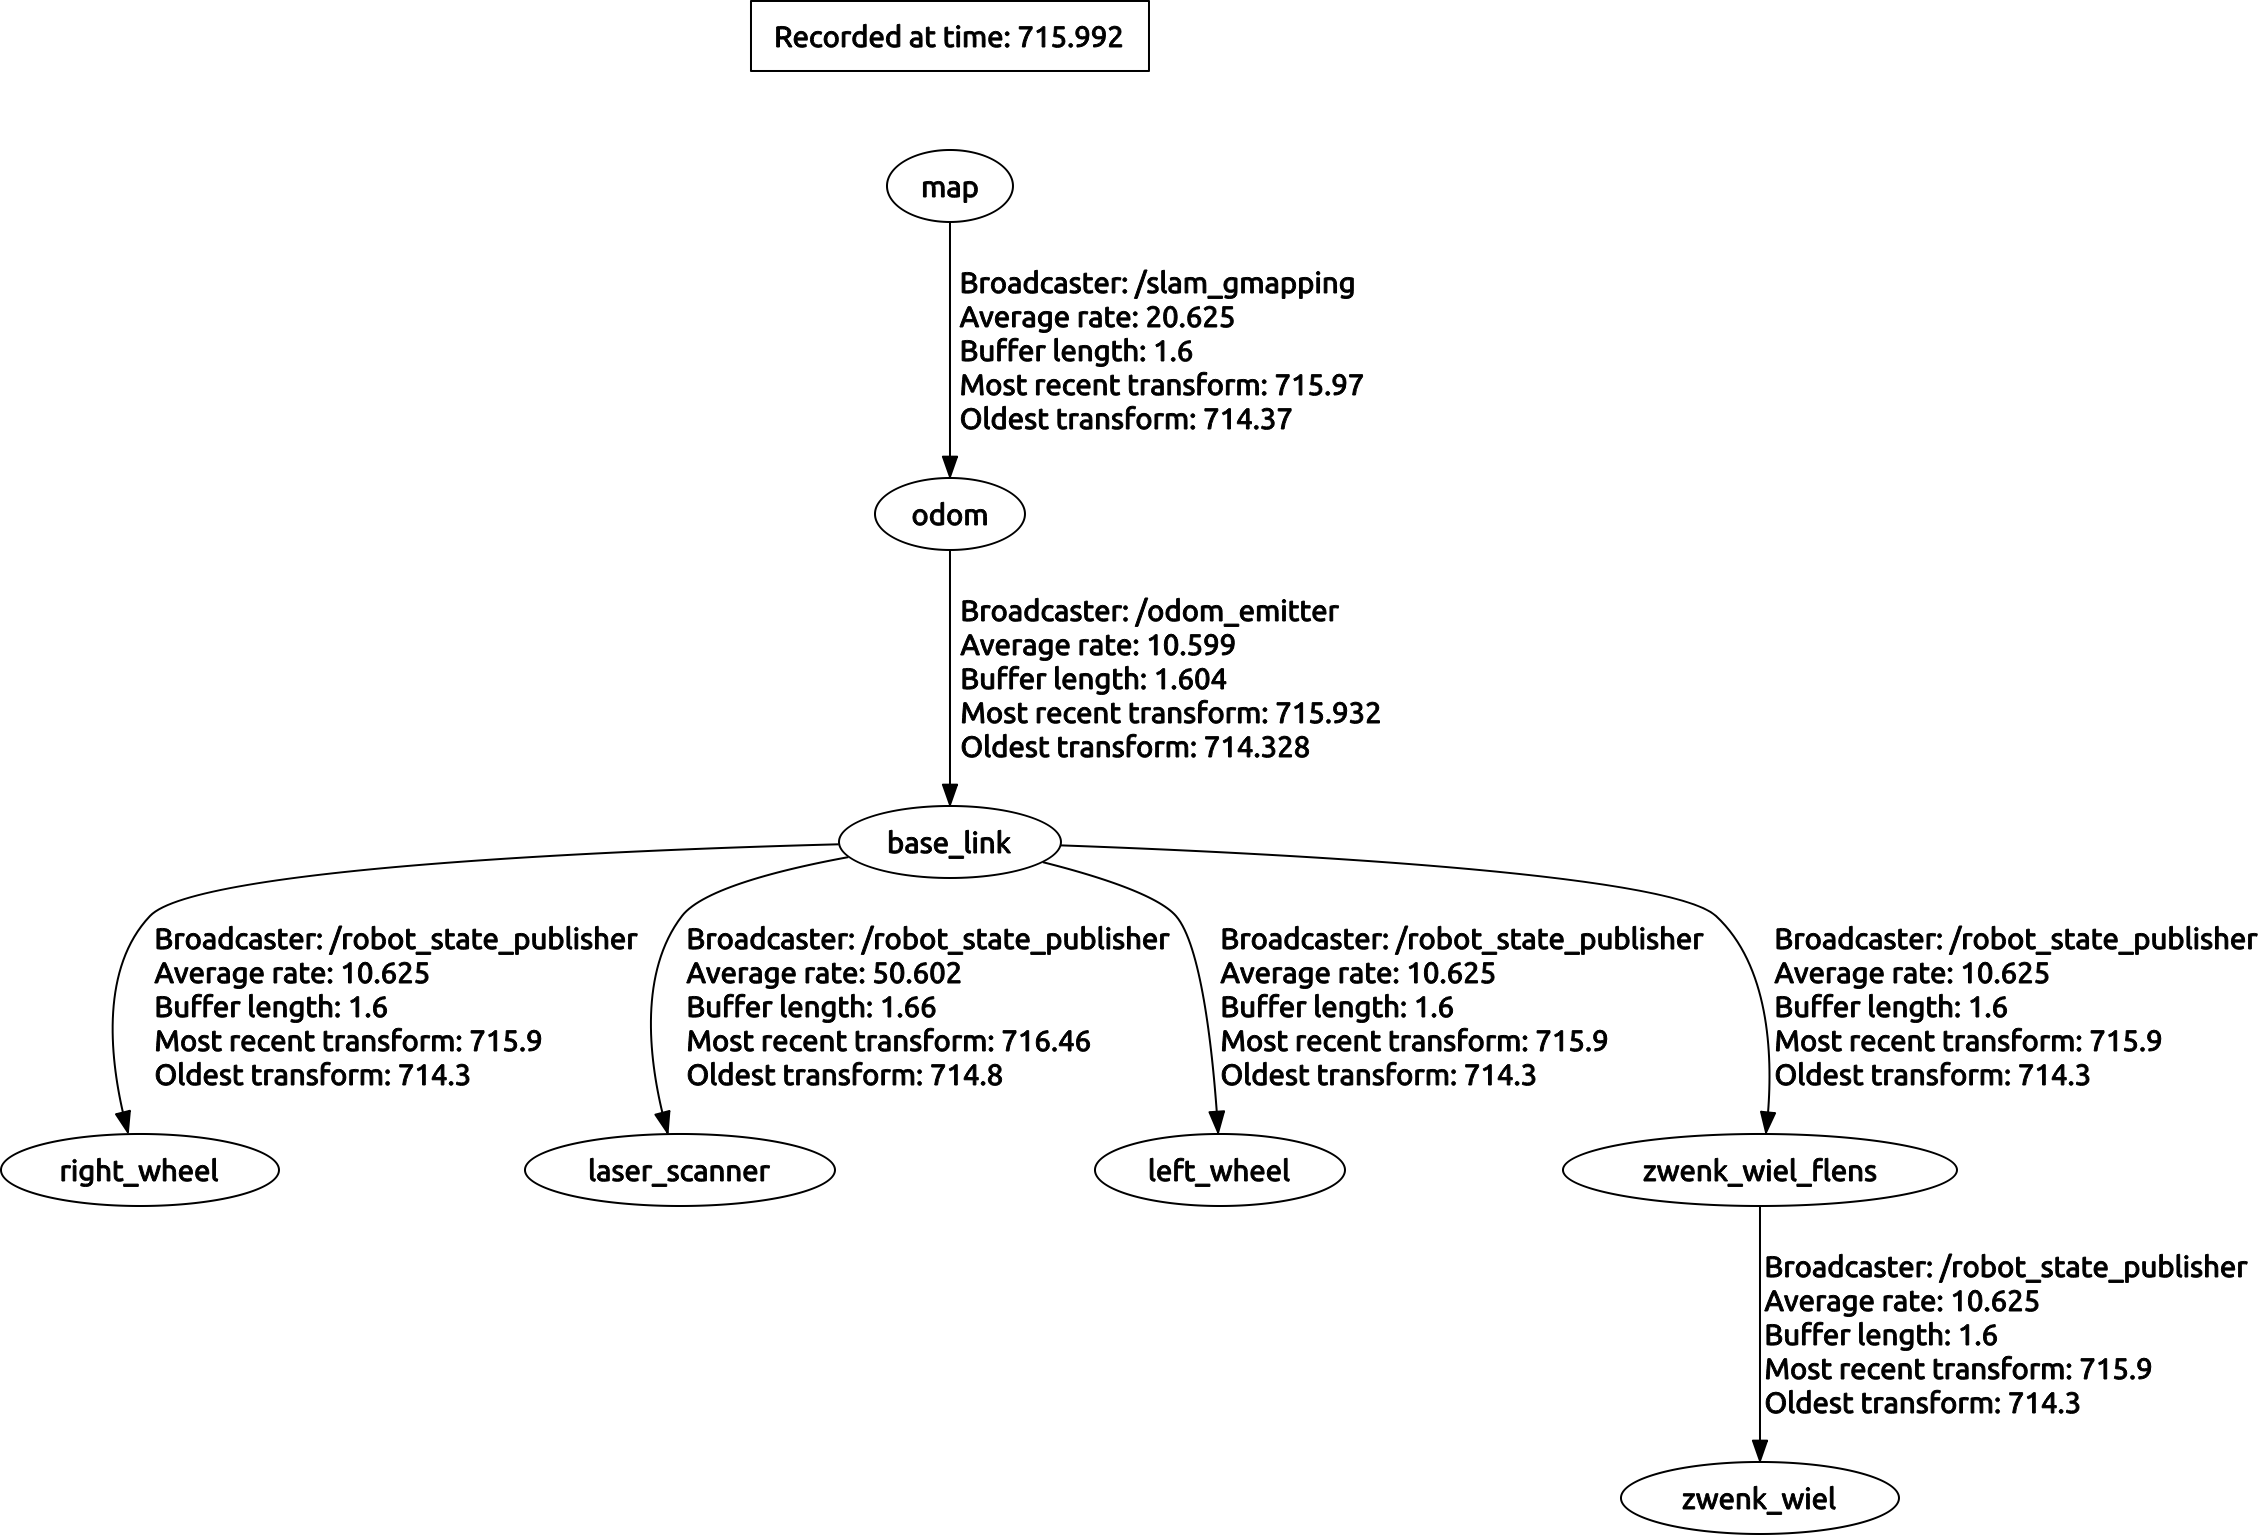 Recorded at time: 715.992
map
Broadcaster: /slam_gmapping
Average rate: 20.625
Buffer length: 1.6
Most recent transform: 715.97
Oldest transform: 714.37
odom
Broadcaster: /odom_emitter
Average rate: 10.599
Buffer length: 1.604
Most recent transform: 715.932
Oldest transform: 714.328
base_link
Broadcaster: /robot_state_publisher
Average rate: 10.625
Buffer length: 1.6
Most recent transform: 715.9
Oldest transform: 714.3
Broadcaster: /robot_state_publisher
Average rate: 50.602
Buffer length: 1.66
Most recent transform: 716.46
Oldest transform: 714.8
Broadcaster: /robot_state_publisher
Average rate: 10.625
Buffer length: 1.6
Most recent transform: 715.9
Oldest transform: 714.3
Broadcaster: /robot_state_publisher
Average rate: 10.625
Buffer length: 1.6
Most recent transform: 715.9
Oldest transform: 714.3
right_wheel
laser_scanner
left_wheel
zwenk_wiel_flens
Broadcaster: /robot_state_publisher
Average rate: 10.625
Buffer length: 1.6
Most recent transform: 715.9
Oldest transform: 714.3
zwenk_wiel